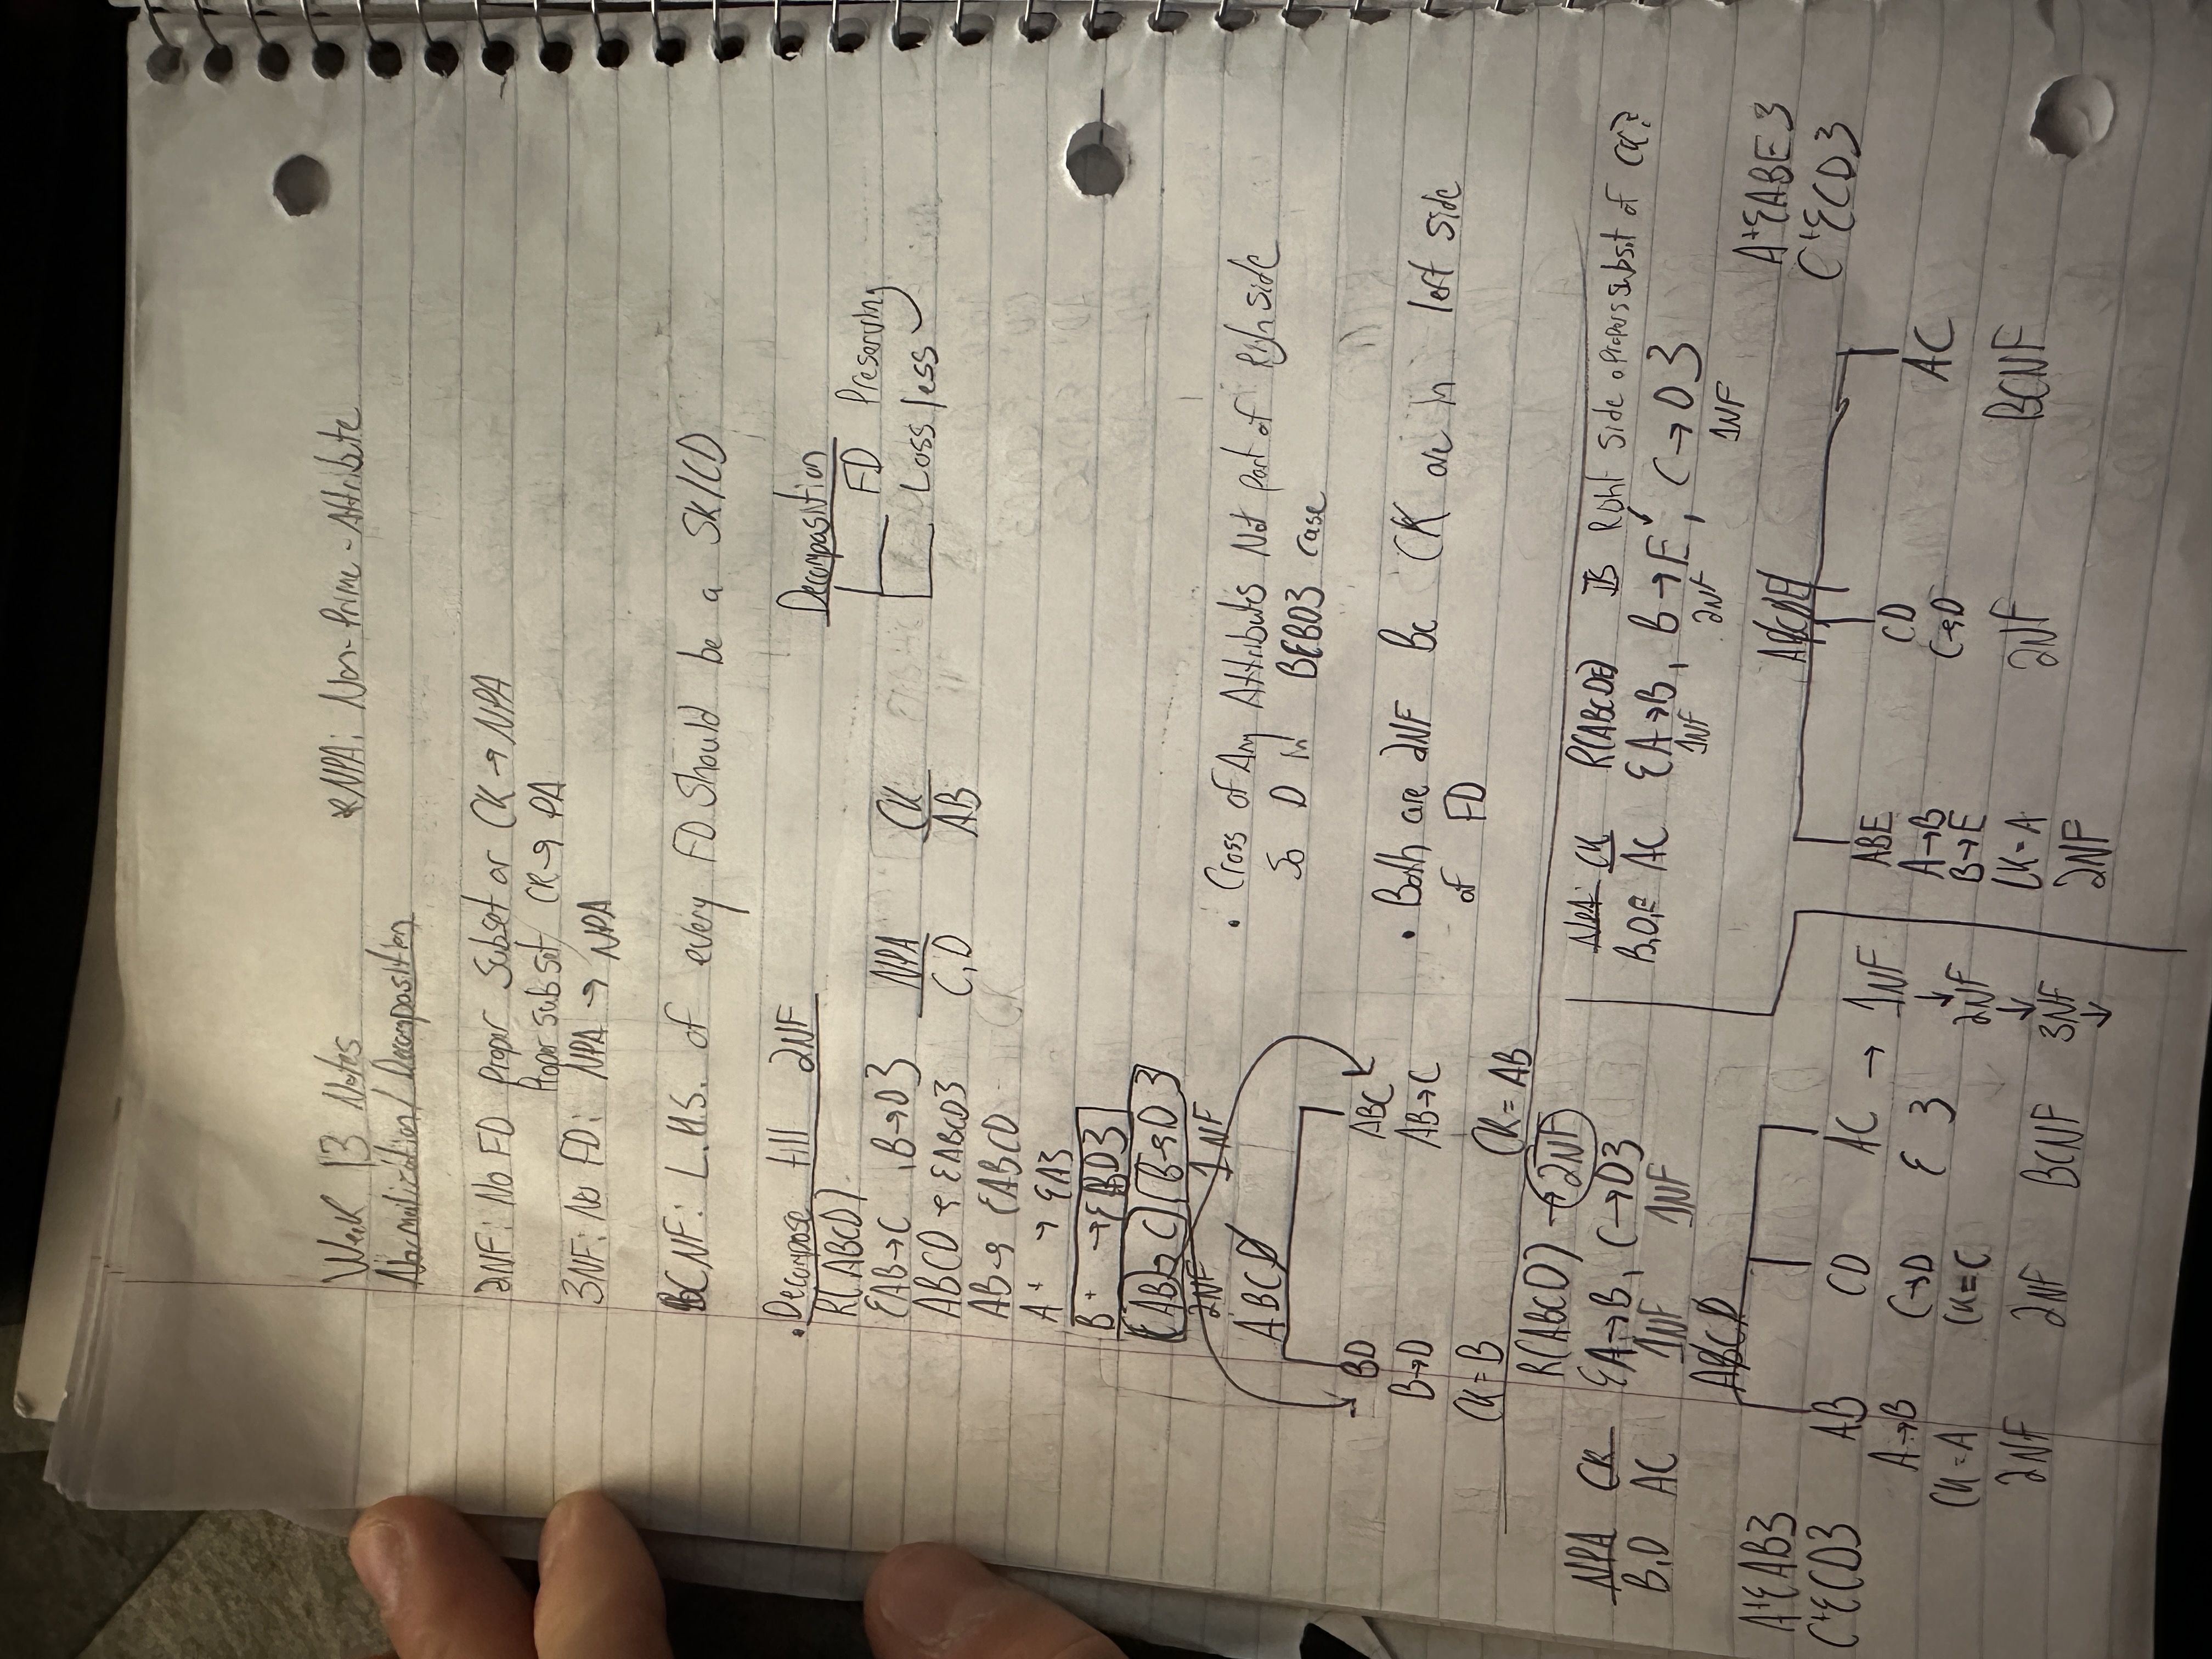 Week 13 Notes
*NPA: Non-Prime-Attribute
Normalization/Decomposition
2NF: No FD Proper Subset or CK → NPA
Proper subset CK → PA
3NF: No FD: NPA → NPA
BCNF: L.H.S. of every FD Should be a SK/CD
• Decompose till 2NF
R(ABCD)
{AB→C, B→D}
ABCD → {ABCD}
AB → {ABCD
A+ → {A}
B+ → {BD}
{AB→C, B→D}
2NF 1NF
NPA CK
C,D AB
Decomposition
FD Preserving
Lossless
ABCD
BD ABC
B→D AB→C
CK=B CK=AB
• Cross of Any Attributes Not part of Righ side
So D in B{BD} case
• Both are 2NF Bc CK are in left side
of FD
R(ABCD) → 2NF
NPA CK {A→B, C→D}
B,D AC 1NF 1NF
ABCD
A+{AB}
C+{CD}
AB CD AC → 1NF
A→B C→D { } ↓
CK=A CK=C 2NF
2NF 2NF BCNF ↓
3NF
↓
NPA: CK R(ABCDE) Is Right side a propers subset of CK?
B,D,E AC {A→B, B→E, C→D}
1NF 2NF 1NF
ABCDE
A+{ABE}
C+{CD}
ABE CD AC
A→B C→D
B→E
CK=A
2NF 2NF BCNF